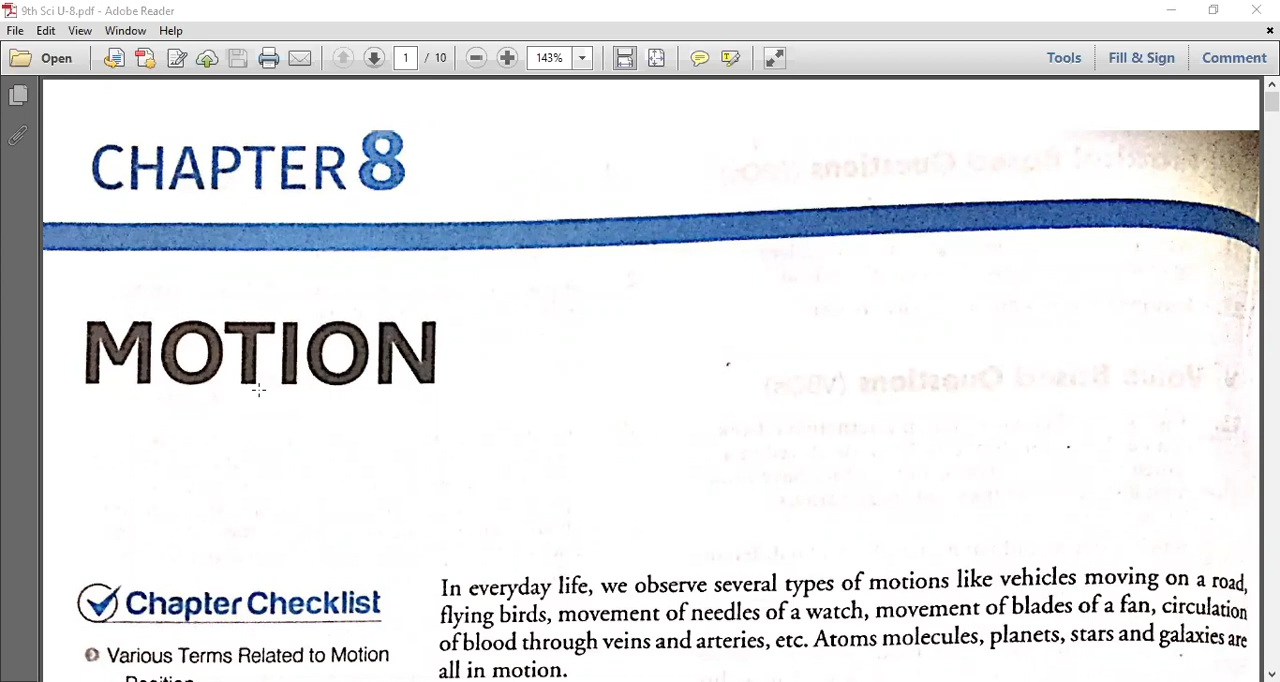 9th Sci U-8.pdf - Adobe Reader
File Edit View Window Help
Open 1 / 10 143% Tools Fill & Sign Comment
CHAPTER 8
MOTION
Chapter Checklist
Various Terms Related to Motion
In everyday life, we observe several types of motions like vehicles moving on a road,
flying birds, movement of needles of a watch, movement of blades of a fan, circulation
of blood through veins and arteries, etc. Atoms molecules, planets, stars and galaxies are
all in motion.